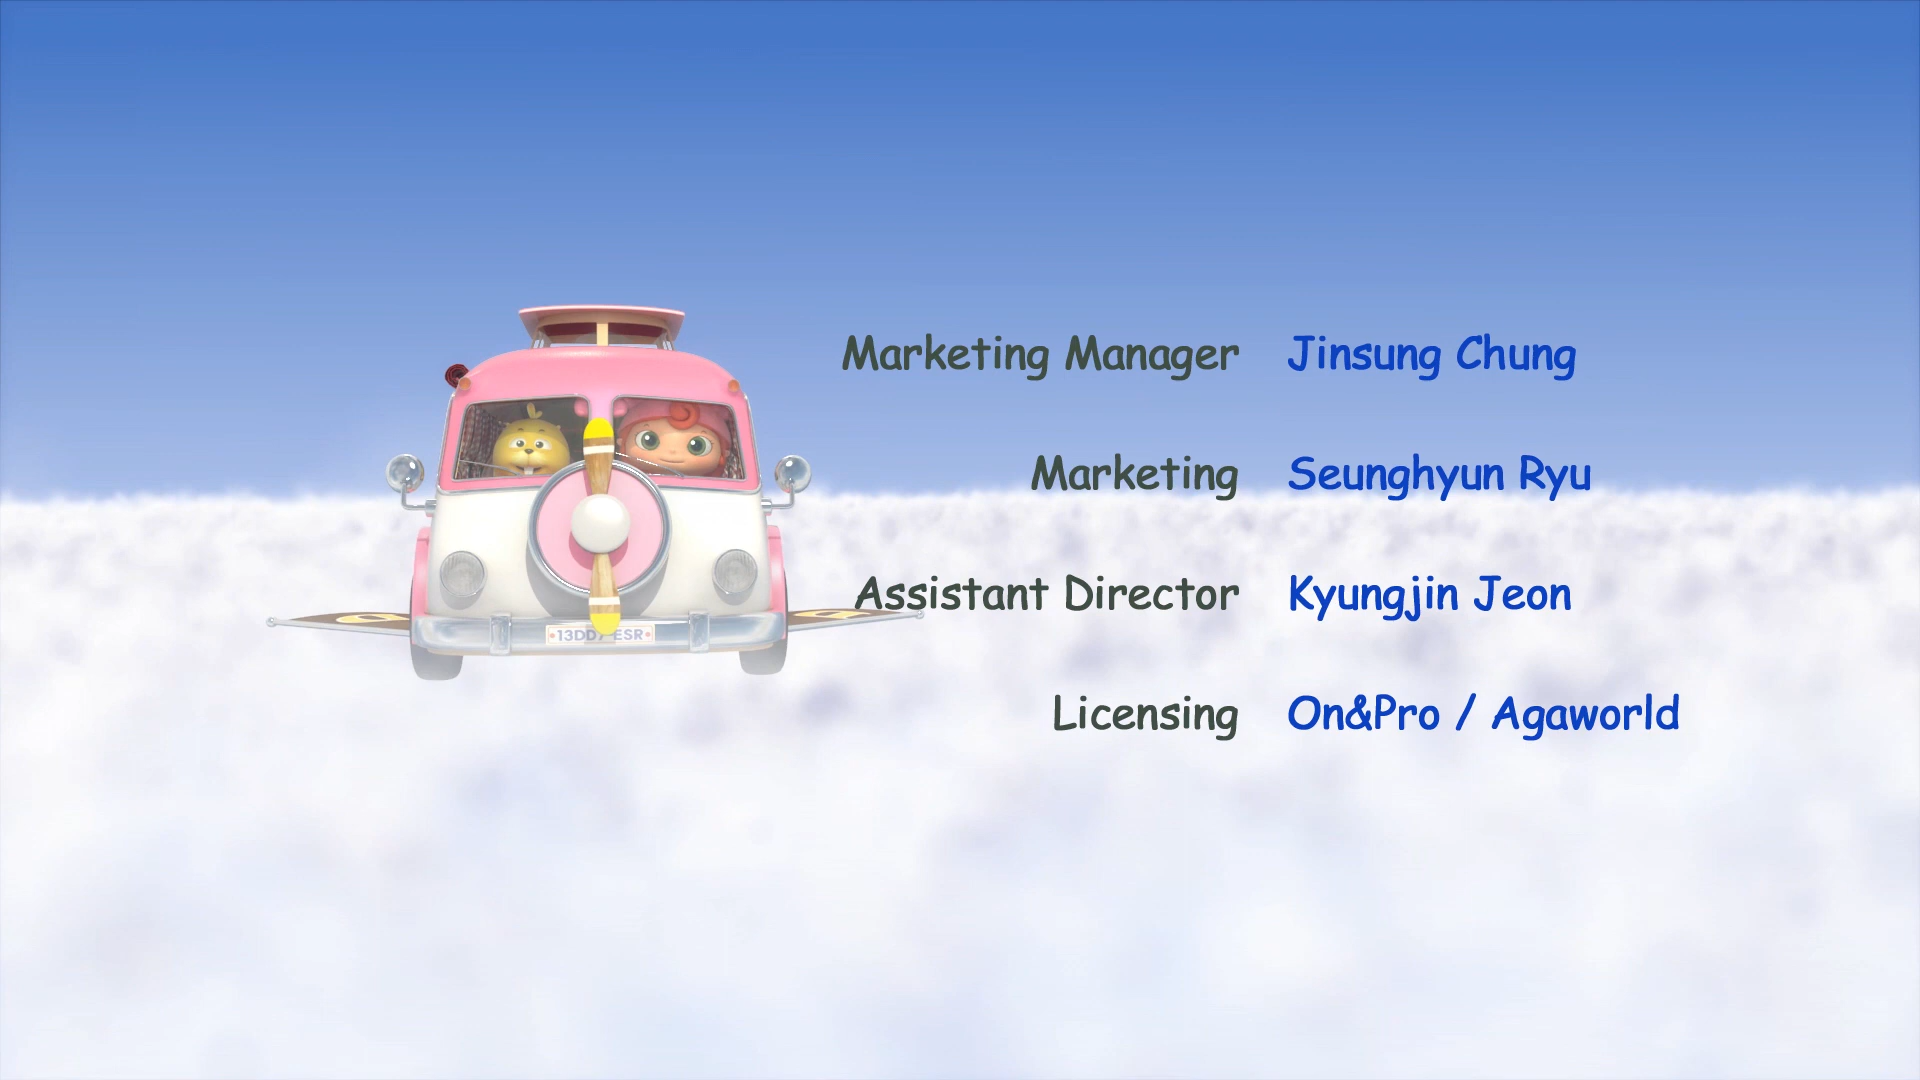 Marketing Manager Jinsung Chung
Marketing Seunghyun Ryu
Assistant Director Kyungjin Jeon
Licensing On&Pro / Agaworld